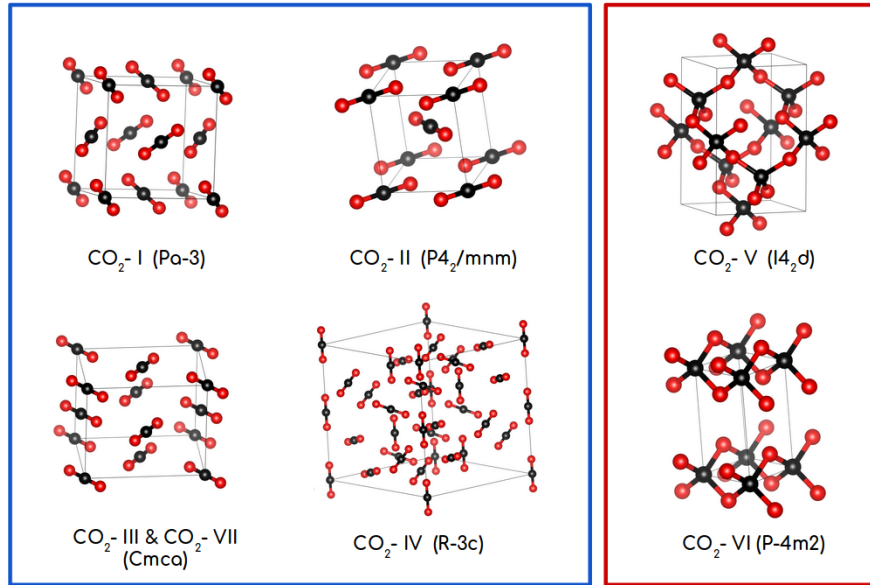 CO₂- I (Pa-3)
CO₂- II (P4₂/mnm)
CO₂- V (I4₂d)
CO₂- III & CO₂- VII
(Cmca)
CO₂- IV (R-3c)
CO₂- VI (P-4m2)